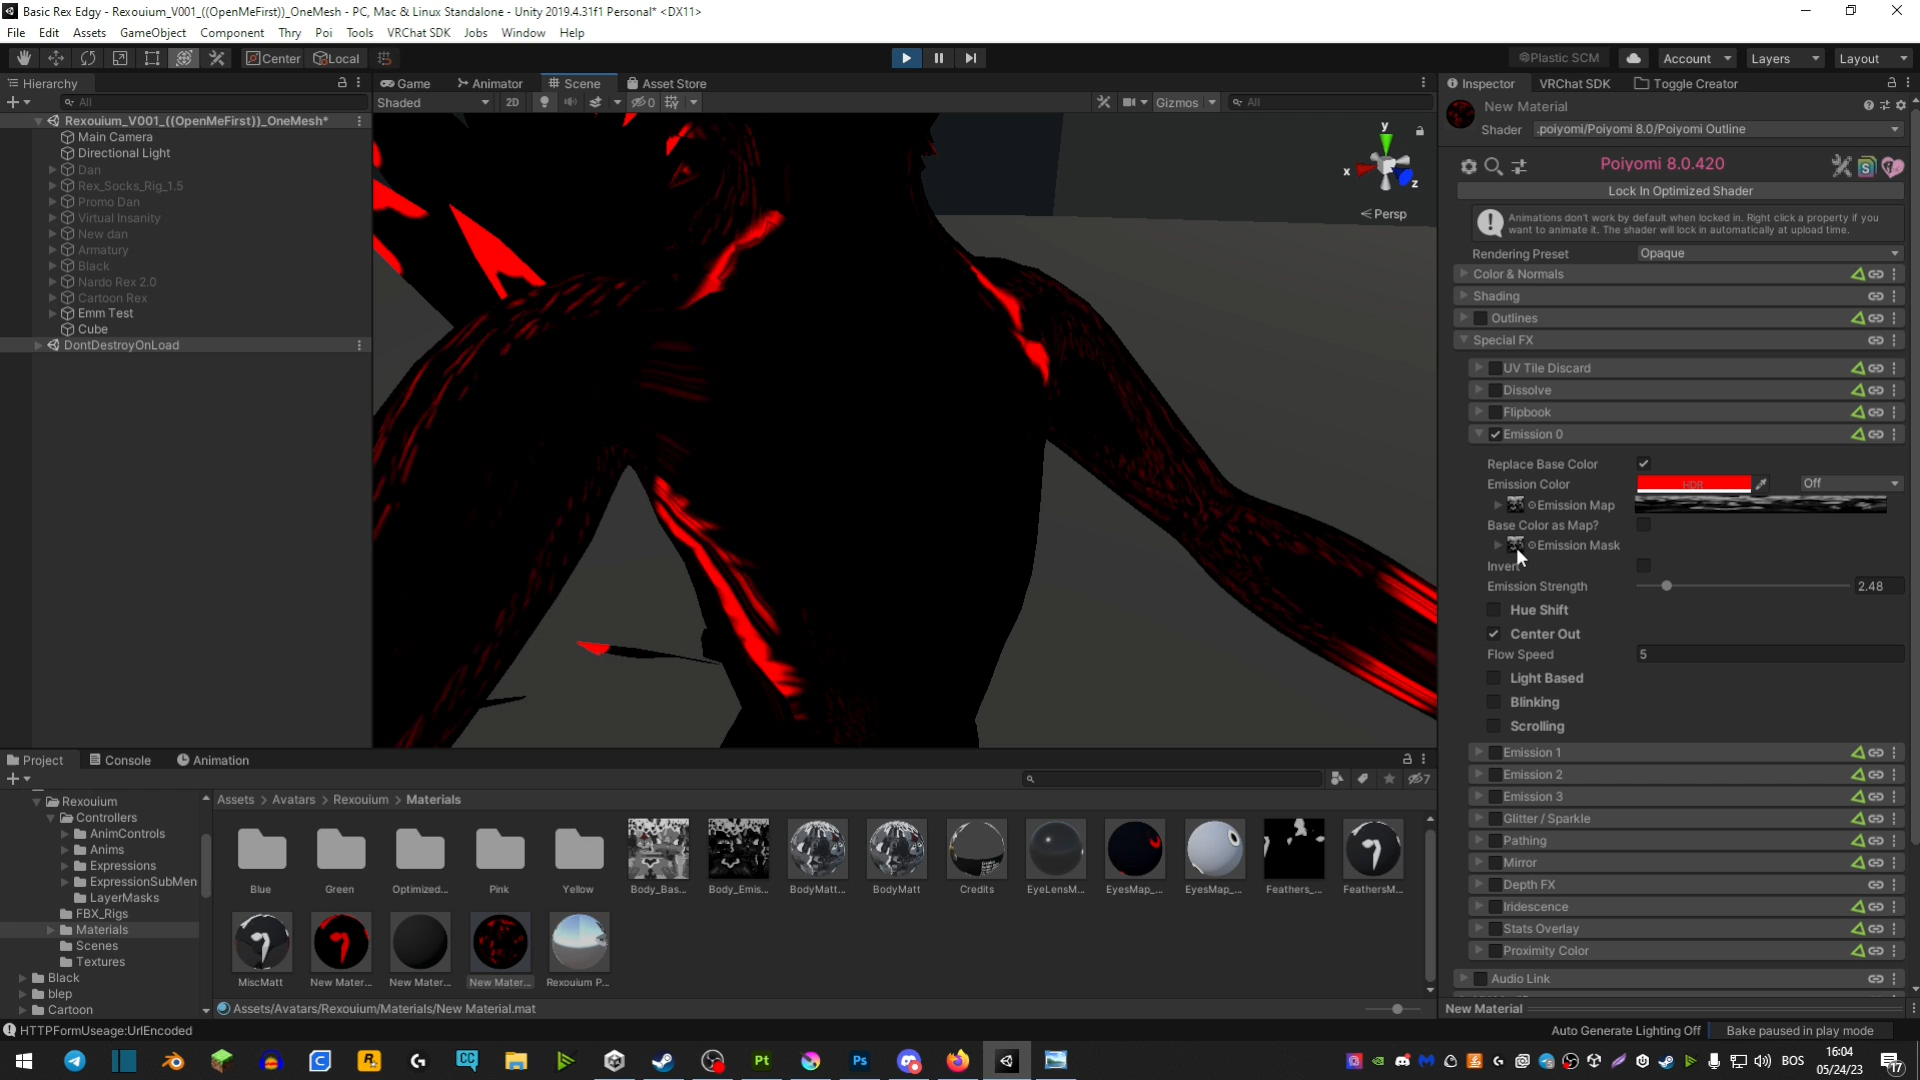 Basic Rex Edgy - Rexouium_V001_((OpenMeFirst))_OneMesh - PC, Mac & Linux Standalone - Unity 2019.4.31f1 Personal* <DX11>
File Edit Assets GameObject Component Thry Poi Tools VRChat SDK Jobs Window Help
Center Local Plastic SCM Account Layers Layout
Hierarchy
All
Rexouium_V001_((OpenMeFirst))_OneMesh*
Main Camera
Directional Light
Dan
Rex_Socks_Rig_1.5
Promo Dan
Virtual Insanity
New dan
Armatury
Black
Nardo Rex 2.0
Cartoon Rex
Emm Test
Cube
DontDestroyOnLoad
Game Animator Scene Asset Store
Shaded 2D 0 Gizmos All
y
x
z
Persp
Inspector VRChat SDK Toggle Creator
New Material
Shader .poiyomi/Poiyomi 8.0/Poiyomi Outline
Poiyomi 8.0.420
Lock In Optimized Shader
Animations don't work by default when locked in. Right click a property if you
want to animate it. The shader will lock in automatically at upload time.
Rendering Preset Opaque
Color & Normals
Shading
Outlines
Special FX
UV Tile Discard
Dissolve
Flipbook
Emission 0
Replace Base Color
Emission Color HDR Off
Emission Map
Base Color as Map?
Emission Mask
Invert
Emission Strength 2.48
Hue Shift
Center Out
Flow Speed 5
Light Based
Blinking
Scrolling
Emission 1
Emission 2
Emission 3
Glitter / Sparkle
Pathing
Mirror
Depth FX
Iridescence
Stats Overlay
Proximity Color
Audio Link
New Material
Project Console Animation
7
Rexouium
Controllers
AnimControls
Anims
Expressions
ExpressionSubMen
LayerMasks
FBX_Rigs
Materials
Scenes
Textures
Black
blep
Cartoon
Assets > Avatars > Rexouium > Materials
Blue Green Optimized... Pink Yellow Body_Bas... Body_Emis... BodyMatt... BodyMatt Credits EyeLensM... EyesMap_... EyesMap_... Feathers_... FeathersM...
MiscMatt New Mater... New Mater... New Mater... Rexouium P...
Assets/Avatars/Rexouium/Materials/New Material.mat
HTTPFormUseage:UrlEncoded
Auto Generate Lighting Off Bake paused in play mode
CC Pt Ps
BOS
16:04
05/24/23
17